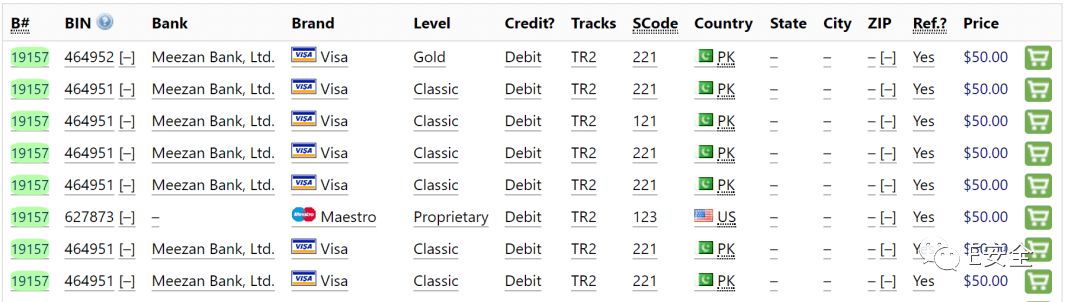 B# BIN ? Bank Brand Level Credit? Tracks SCode Country State City ZIP Ref.? Price
19157 464952 [–] Meezan Bank, Ltd. VISA Visa Gold Debit TR2 221 PK – – – [–] Yes $50.00
19157 464951 [–] Meezan Bank, Ltd. VISA Visa Classic Debit TR2 221 PK – – – [–] Yes $50.00
19157 464951 [–] Meezan Bank, Ltd. VISA Visa Classic Debit TR2 121 PK – – – [–] Yes $50.00
19157 464951 [–] Meezan Bank, Ltd. VISA Visa Classic Debit TR2 221 PK – – – [–] Yes $50.00
19157 464951 [–] Meezan Bank, Ltd. VISA Visa Classic Debit TR2 221 PK – – – [–] Yes $50.00
19157 627873 [–] – Maestro Maestro Proprietary Debit TR2 123 US – – – [–] Yes $50.00
19157 464951 [–] Meezan Bank, Ltd. VISA Visa Classic Debit TR2 221 PK – – – [–] Yes $50.00
E安全
19157 464951 [–] Meezan Bank, Ltd. VISA Visa Classic Debit TR2 221 PK – – – [–] Yes $50.00